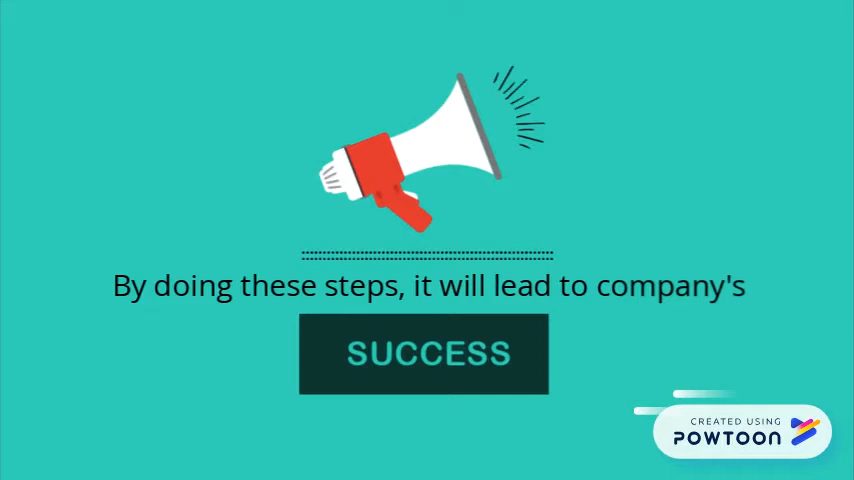 By doing these steps, it will lead to company's
SUCCESS
CREATED USING
POWTOON